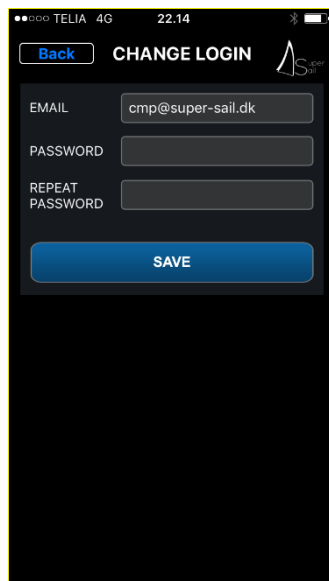 TELIA 4G 22.14
Back CHANGE LOGIN
Super
Sail
EMAIL cmp@super-sail.dk
PASSWORD
REPEAT
PASSWORD
SAVE